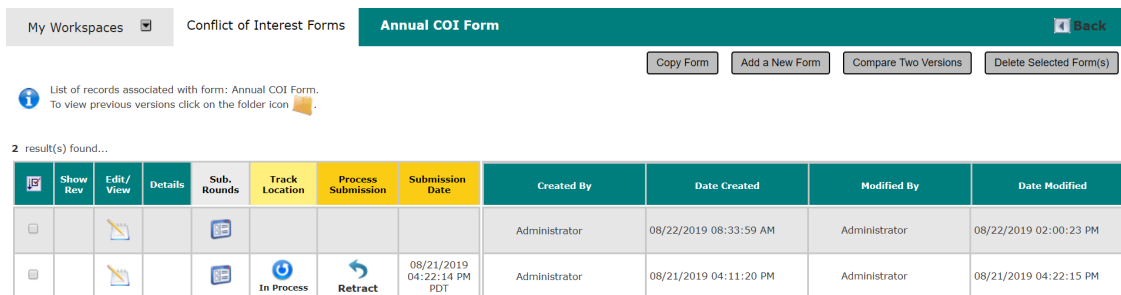 My Workspaces
Conflict of Interest Forms
Annual COI Form
Back
Copy Form
Add a New Form
Compare Two Versions
Delete Selected Form(s)
List of records associated with form: Annual COI Form.
To view previous versions click on the folder icon .
2 result(s) found...
Show Rev
Edit/ View
Details
Sub. Rounds
Track Location
Process Submission
Submission Date
Created By
Date Created
Modified By
Date Modified
Administrator
08/22/2019 08:33:59 AM
Administrator
08/22/2019 02:00:23 PM
In Process
Retract
08/21/2019
04:22:14 PM
PDT
Administrator
08/21/2019 04:11:20 PM
Administrator
08/21/2019 04:22:15 PM